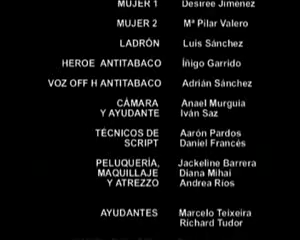 MUJER 1 Desireé Jiménez
MUJER 2 Mª Pilar Valero
LADRÓN Luis Sánchez
HEROE ANTITABACO Íñigo Garrido
VOZ OFF H ANTITABACO Adrián Sánchez
CÁMARA Anael Murguia
Y AYUDANTE Iván Saz
TÉCNICOS DE Aarón Pardos
SCRIPT Daniel Francés
PELUQUERÍA, Jackeline Barrera
MAQUILLAJE Diana Mihai
Y ATREZZO Andrea Ríos
AYUDANTES Marcelo Teixeira
Richard Tudor